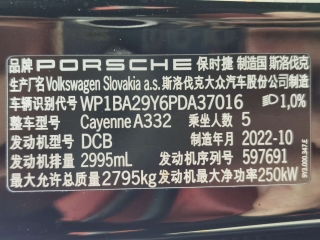 品牌 PORSCHE 保时捷 制造国 斯洛伐克
生产厂名 Volkswagen Slovakia a.s. 斯洛伐克大众汽车股份公司制造
车辆识别代号 WP1BA29Y6PDA37016 1,0%
整车型号 Cayenne A332 乘坐人数 5
发动机型号 DCB 制造年月 2022-10
发动机排量 2995mL 发动机序列号 597691
最大允许总质量 2795kg 发动机最大净功率 250kW